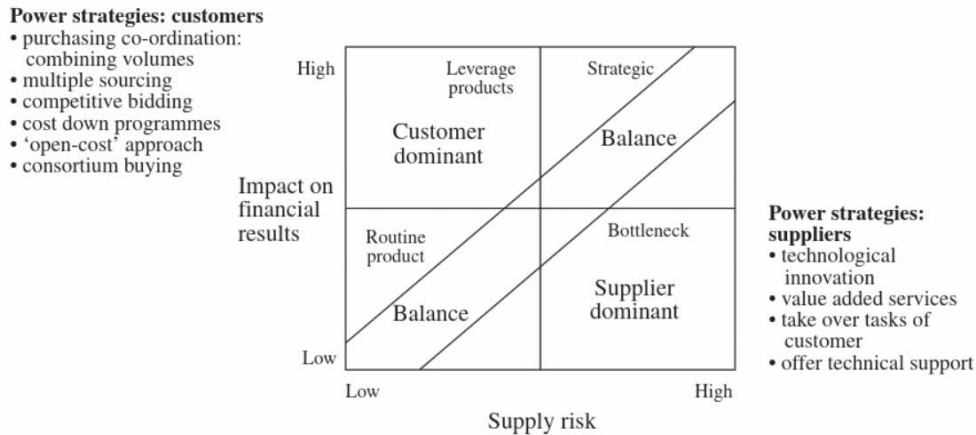 Power strategies: customers
• purchasing co-ordination:
combining volumes
• multiple sourcing
• competitive bidding
• cost down programmes
• ‘open-cost’ approach
• consortium buying
High
Leverage
products
Strategic
Customer
dominant
Balance
Impact on
financial
results
Routine
product
Bottleneck
Balance
Supplier
dominant
Low
Low
High
Supply risk
Power strategies:
suppliers
• technological
innovation
• value added services
• take over tasks of
customer
• offer technical support